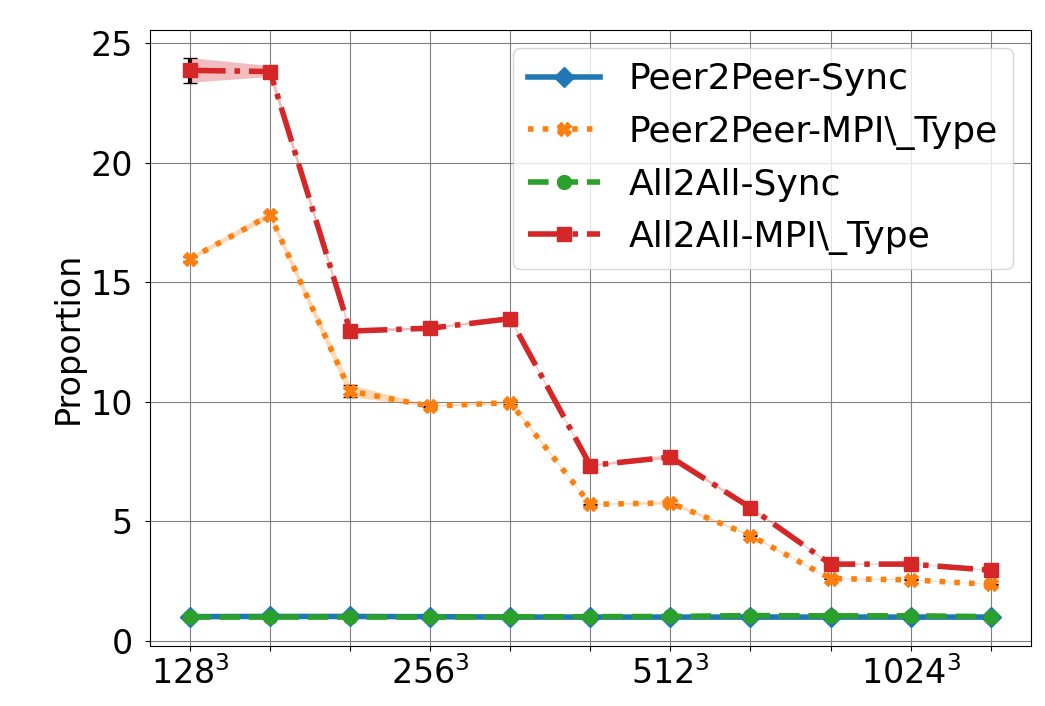 25
20
15
10
5
0
Proportion
Peer2Peer-Sync
Peer2Peer-MPI\_Type
All2All-Sync
All2All-MPI\_Type
128³ 256³ 512³ 1024³